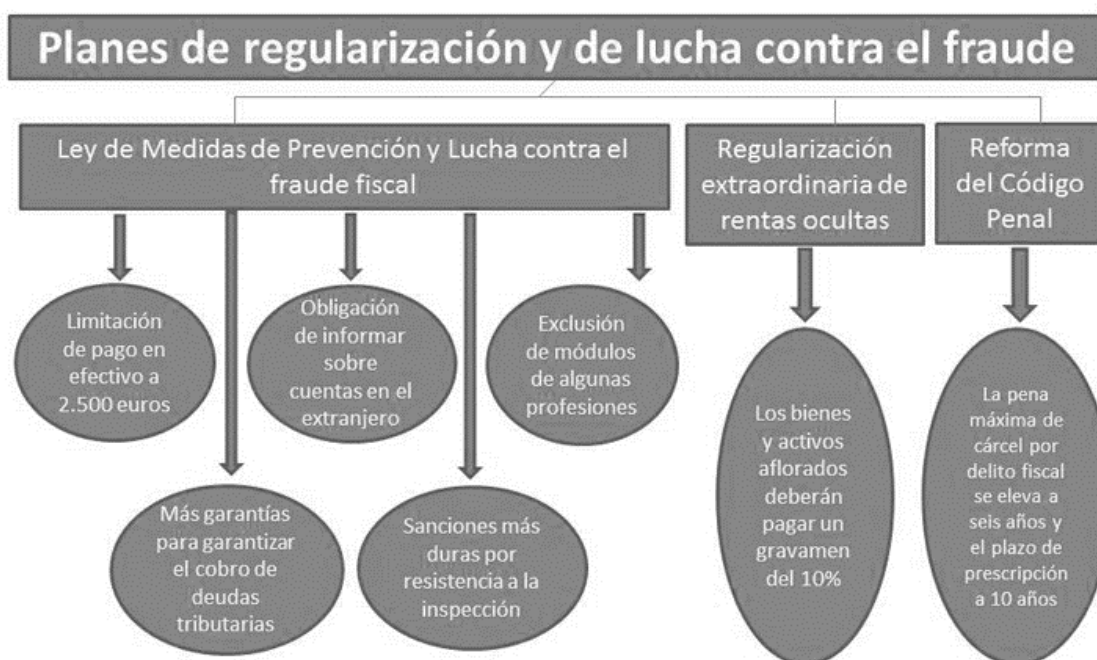 Planes de regularización y de lucha contra el fraude
Ley de Medidas de Prevención y Lucha contra el
fraude fiscal
Regularización
extraordinaria de
rentas ocultas
Reforma
del Código
Penal
Limitación
de pago en
efectivo a
2.500 euros
Obligación
de informar
sobre
cuentas en el
extranjero
Exclusión
de módulos
de algunas
profesiones
Más garantías
para garantizar
el cobro de
deudas
tributarias
Sanciones más
duras por
resistencia a la
inspección
Los bienes
y activos
aflorados
deberán
pagar un
gravamen
del 10%
La pena
máxima de
cárcel por
delito fiscal
se eleva a
seis años y
el plazo de
prescripción
a 10 años